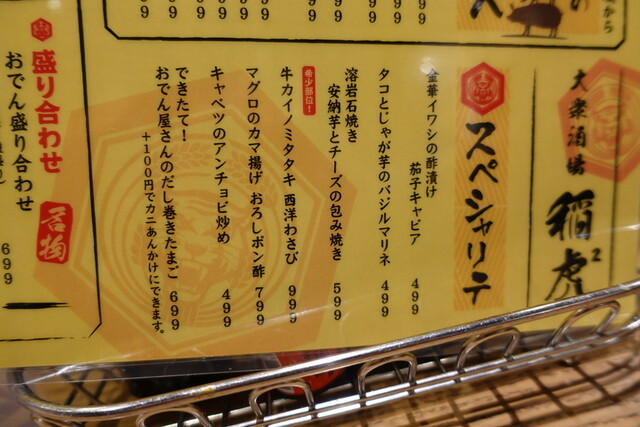 から
の
大衆酒場
稲虎²
スペシャリテ
金華イワシの酢漬け
茄子キャビア 499
タコとじゃが芋のバジルマリネ 499
溶岩石焼き
安納芋とチーズの包み焼き 599
希少部位!
牛カイノミタタキ 西洋わさび 999
マグロのカマ揚げ おろしポン酢 799
キャベツのアンチョビ炒め 499
できたて!
おでん屋さんのだし巻きたまご 699
+100円でカニあんかけにできます。
盛り合わせ
名物
おでん盛り合わせ
699